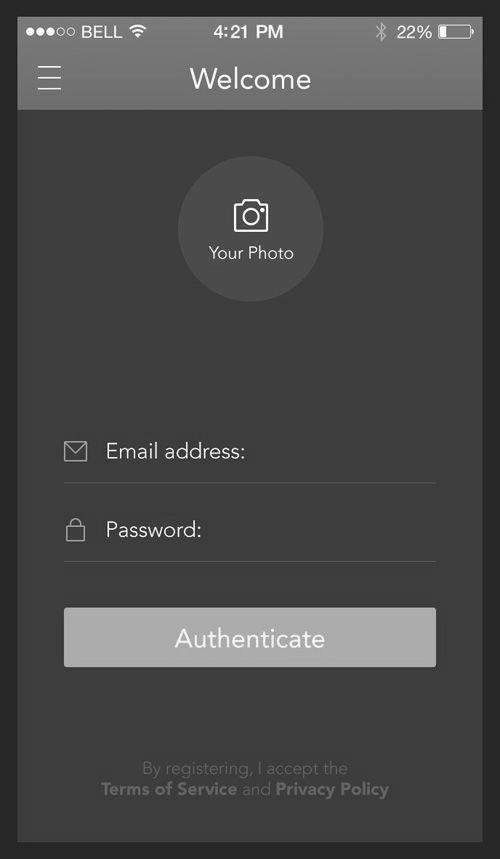 BELL 4:21 PM 22%
Welcome
Your Photo
Email address:
Password:
Authenticate
By registering, I accept the
Terms of Service and Privacy Policy